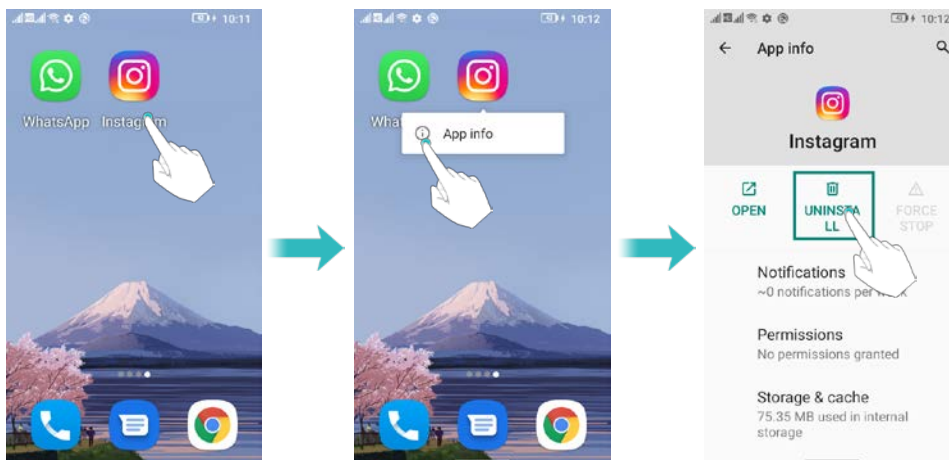 10:11
WhatsApp Instagram
10:12
App info
10:12
App info
Instagram
OPEN
UNINSTA
LL
FORCE
STOP
Notifications
~0 notifications per week
Permissions
No permissions granted
Storage & cache
75.35 MB used in internal
storage